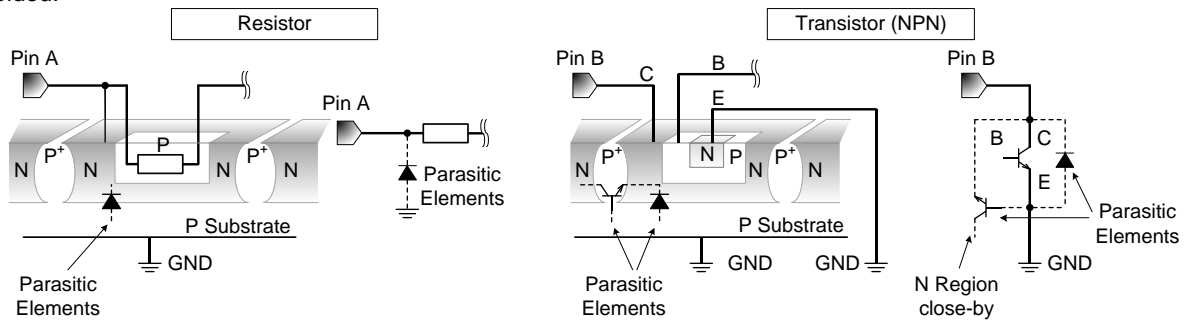 Resistor
Transistor (NPN)
Pin A
Pin A
N
P+
N
P
N
P+
N
Parasitic
Elements
P Substrate
GND
Parasitic
Elements
Pin B
C
B
E
N
P+
N
N
P
N
P+
N
P Substrate
GND
GND
Parasitic
Elements
Pin B
B
C
E
Parasitic
Elements
GND
N Region
close-by